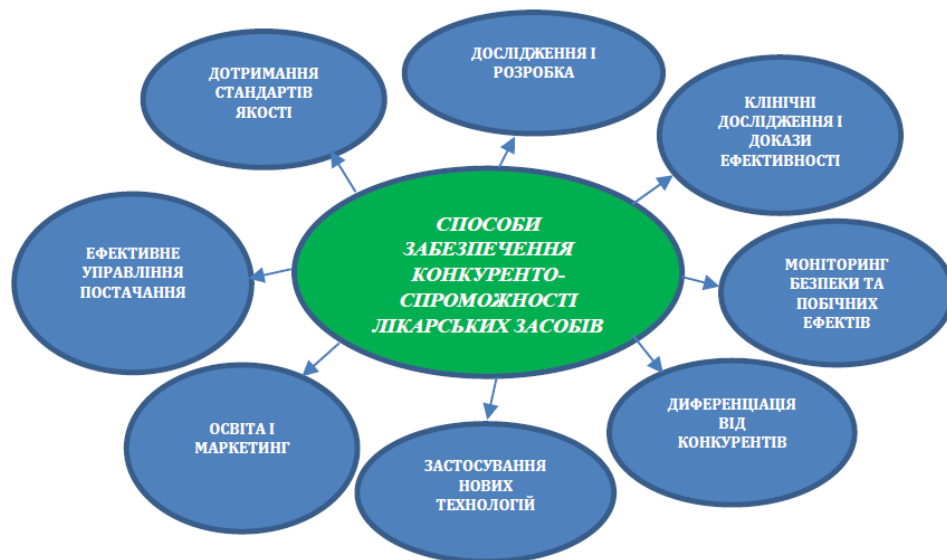 ДОСЛІДЖЕННЯ І
РОЗРОБКА
ДОТРИМАННЯ
СТАНДАРТІВ
ЯКОСТІ
КЛІНІЧНІ
ДОСЛІДЖЕННЯ І
ДОКАЗИ
ЕФЕКТИВНОСТІ
СПОСОБИ
ЗАБЕЗПЕЧЕННЯ
КОНКУРЕНТО-
СПРОМОЖНОСТІ
ЛІКАРСЬКИХ ЗАСОБІВ
ЕФЕКТИВНЕ
УПРАВЛІННЯ
ПОСТАЧАННЯ
МОНІТОРИНГ
БЕЗПЕКИ ТА
ПОБІЧНИХ
ЕФЕКТІВ
ДИФЕРЕНЦІАЦІЯ
ВІД
КОНКУРЕНТІВ
ОСВІТА І
МАРКЕТИНГ
ЗАСТОСУВАННЯ
НОВИХ
ТЕХНОЛОГІЙ